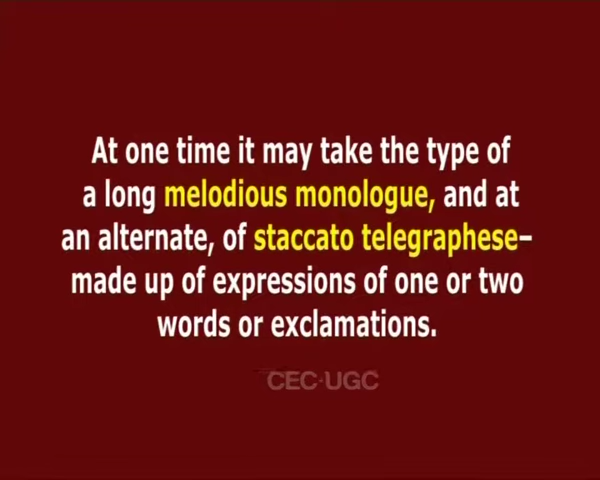 At one time it may take the type of
a long melodious monologue, and at
an alternate, of staccato telegraphese–
made up of expressions of one or two
words or exclamations.
CEC-UGC